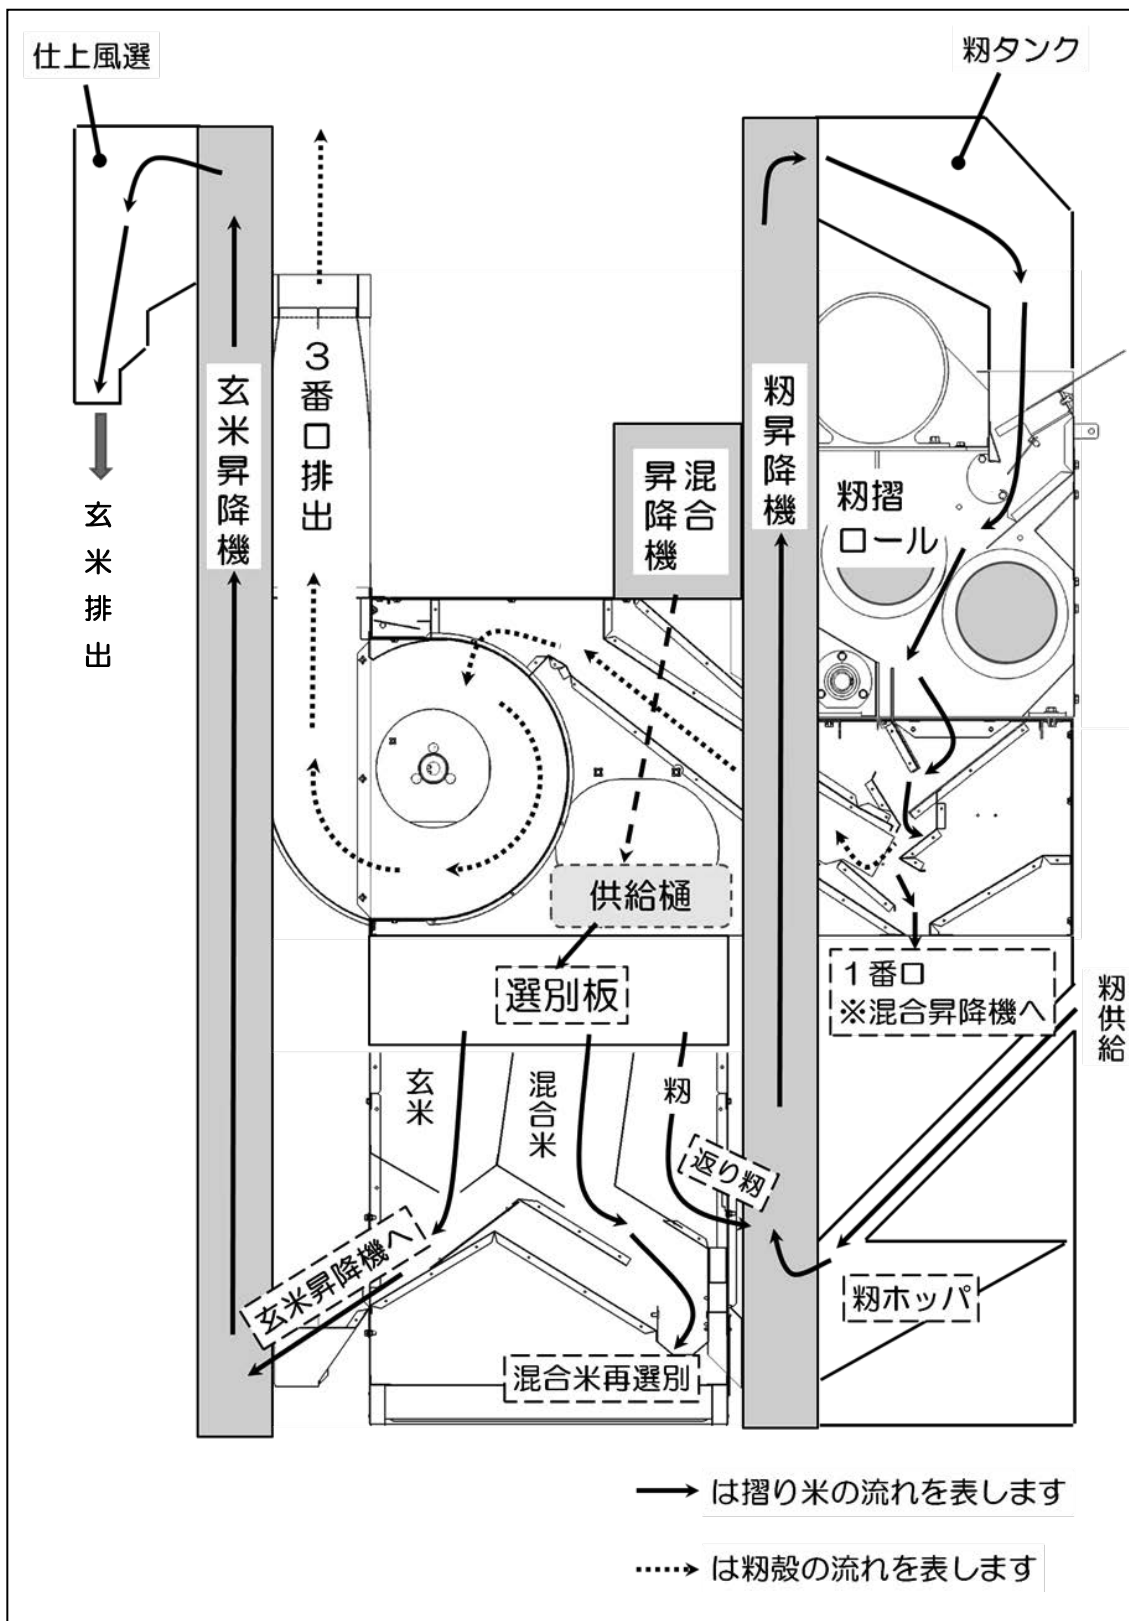 仕上風選
籾タンク
玄米昇降機
3番口排出
混合
昇降機
籾昇降機
籾摺
ロール
玄米排出
供給樋
選別板
1番口
※混合昇降機へ
籾供給
玄米
混合米
籾
返り籾
玄米昇降機へ
籾ホッパ
混合米再選別
は摺り米の流れを表します
は籾殻の流れを表します